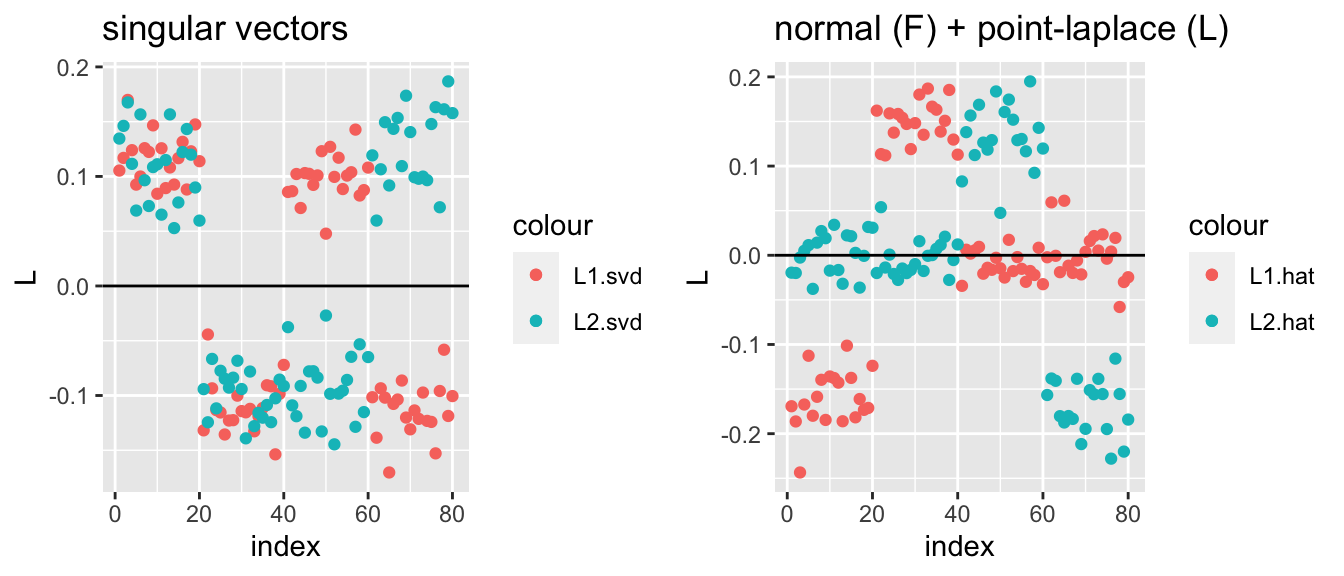 singular vectors
0.2
0.1
0.0
-0.1
L
0 20 40 60 80
index
colour
L1.svd
L2.svd
normal (F) + point-laplace (L)
0.2
0.1
0.0
-0.1
-0.2
L
0 20 40 60 80
index
colour
L1.hat
L2.hat